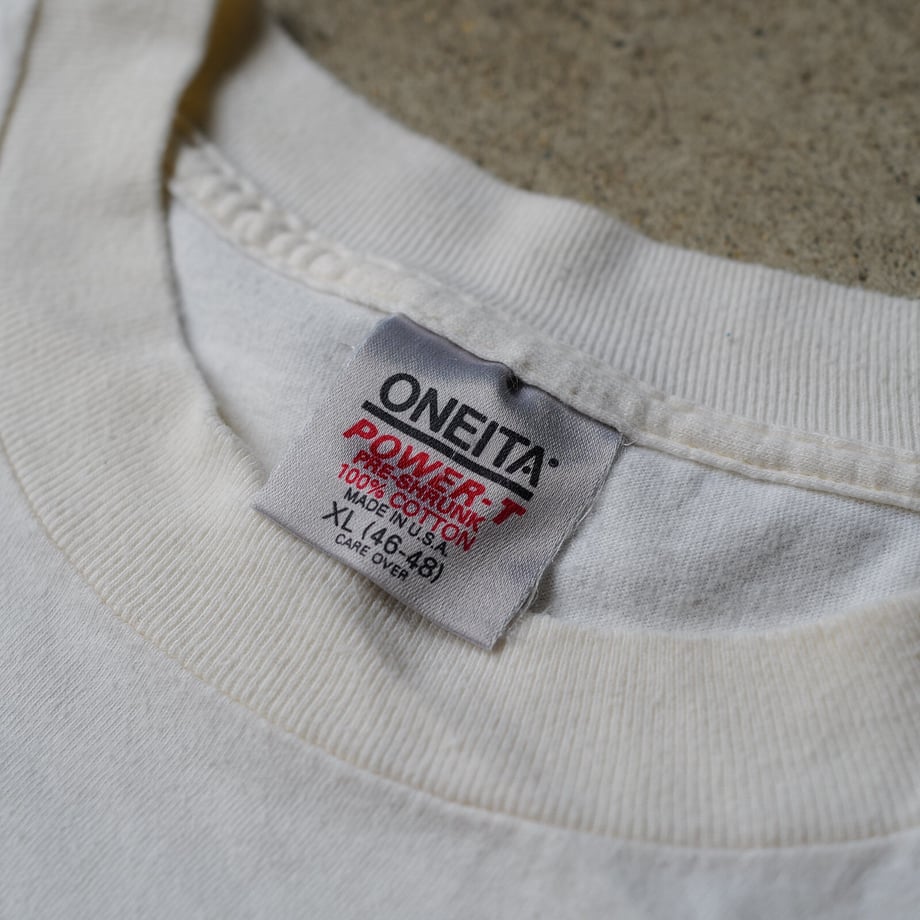 ONEITA
POWER-T
PRE-SHRUNK
100% COTTON
MADE IN U.S.A.
XL (46-48)
CARE OVER